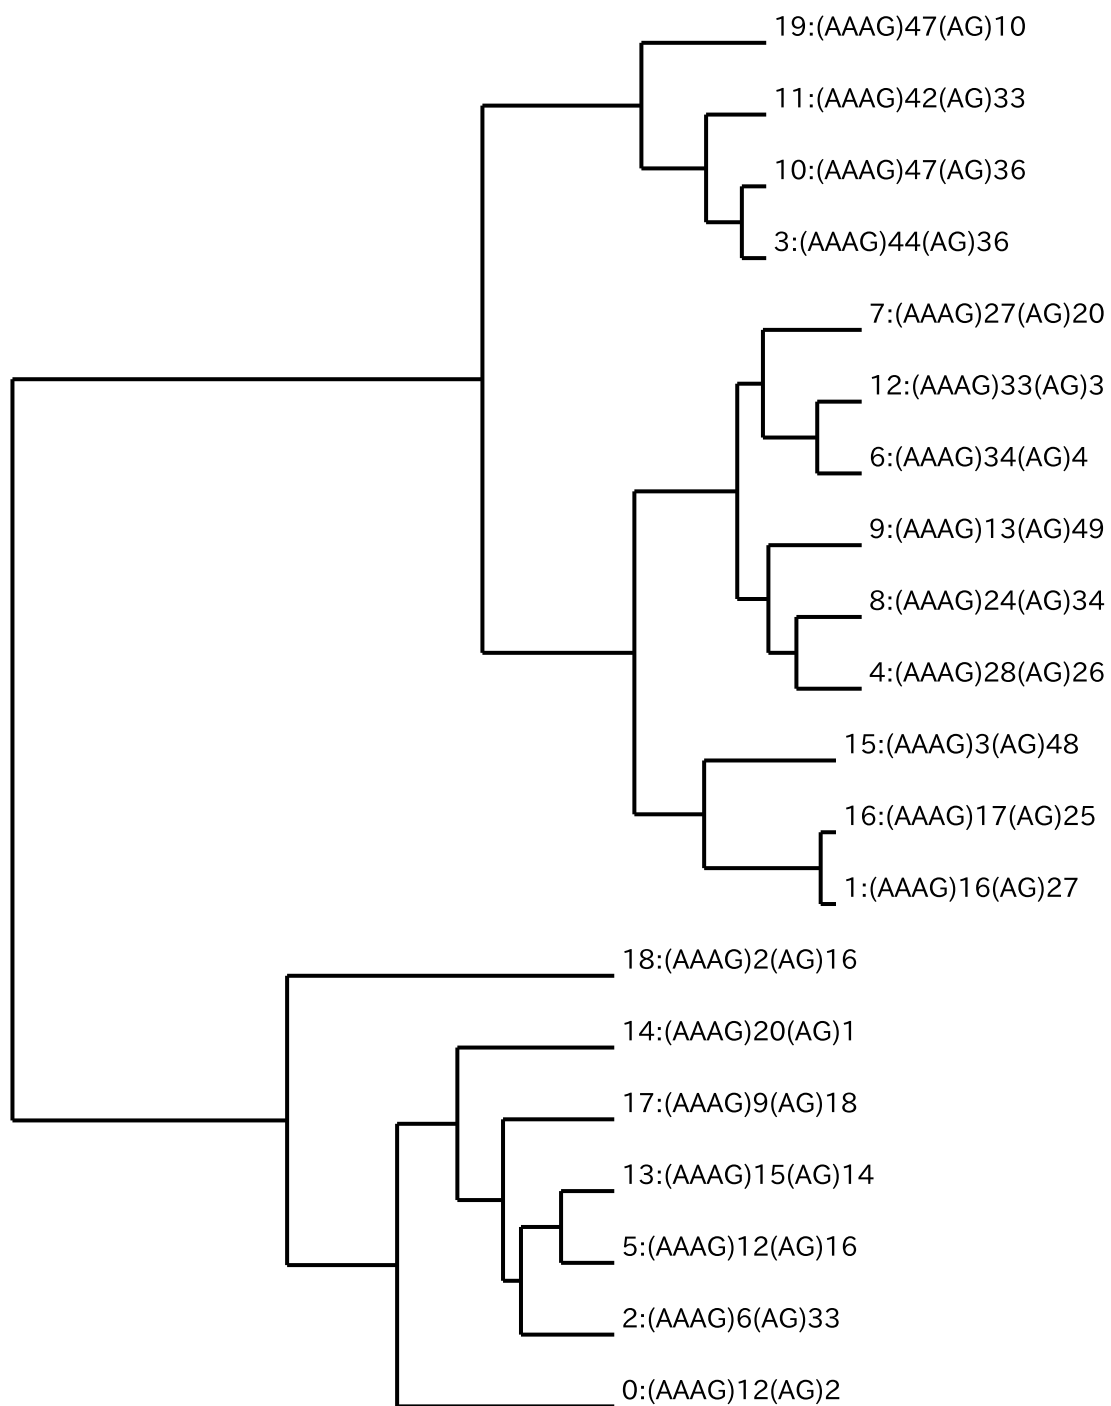 19:(AAAG)47(AG)10
11:(AAAG)42(AG)33
10:(AAAG)47(AG)36
3:(AAAG)44(AG)36
7:(AAAG)27(AG)20
12:(AAAG)33(AG)3
6:(AAAG)34(AG)4
9:(AAAG)13(AG)49
8:(AAAG)24(AG)34
4:(AAAG)28(AG)26
15:(AAAG)3(AG)48
16:(AAAG)17(AG)25
1:(AAAG)16(AG)27
18:(AAAG)2(AG)16
14:(AAAG)20(AG)1
17:(AAAG)9(AG)18
13:(AAAG)15(AG)14
5:(AAAG)12(AG)16
2:(AAAG)6(AG)33
0:(AAAG)12(AG)2